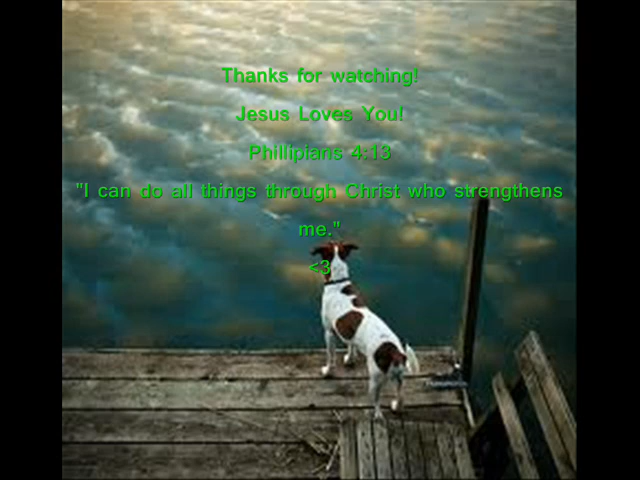 Thanks for watching!
Jesus Loves You!
Phillipians 4:13
"I can do all things through Christ who strengthens
me."
<3